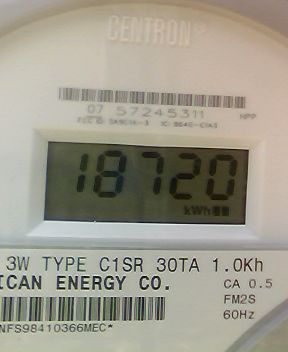 CENTRON®
07 57245311 HPP
18720
kWh
3W TYPE C1SR 30TA 1.0Kh
ICAN ENERGY CO.
CA 0.5
FM2S
60Hz
NFS98410366MEC*